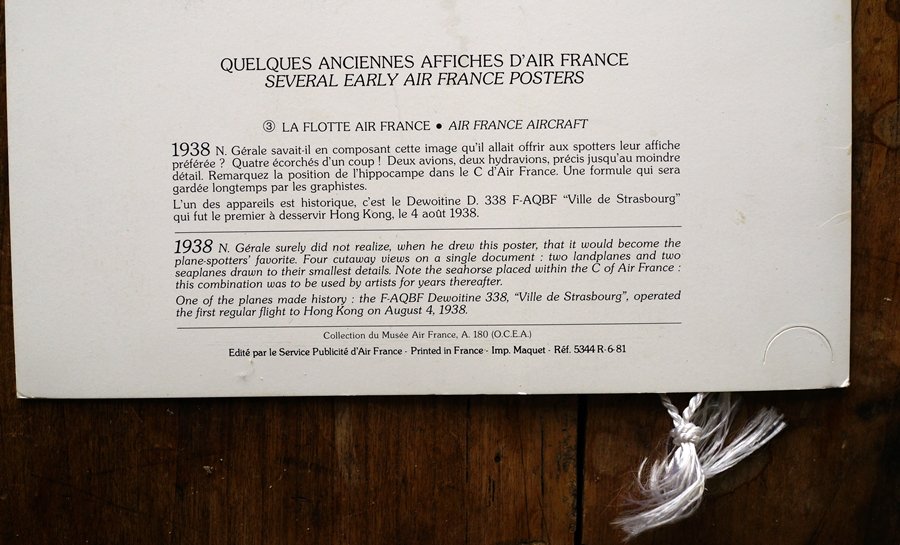 QUELQUES ANCIENNES AFFICHES D'AIR FRANCE
SEVERAL EARLY AIR FRANCE POSTERS
③ LA FLOTTE AIR FRANCE ● AIR FRANCE AIRCRAFT
1938 N. Gérale savait-il en composant cette image qu'il allait offrir aux spotters leur affiche
préférée ? Quatre écorchés d'un coup ! Deux avions, deux hydravions, précis jusqu'au moindre
détail. Remarquez la position de l'hippocampe dans le C d'Air France. Une formule qui sera
gardée longtemps par les graphistes.
L'un des appareils est historique, c'est le Dewoitine D. 338 F-AQBF "Ville de Strasbourg"
qui fut le premier à desservir Hong Kong, le 4 août 1938.
1938 N. Gérale surely did not realize, when he drew this poster, that it would become the
plane-spotters' favorite. Four cutaway views on a single document : two landplanes and two
seaplanes drawn to their smallest details. Note the seahorse placed within the C of Air France :
this combination was to be used by artists for years thereafter.
One of the planes made history : the F-AQBF Dewoitine 338, "Ville de Strasbourg", operated
the first regular flight to Hong Kong on August 4, 1938.
Collection du Musée Air France, A. 180 (O.C.E.A.)
Edité par le Service Publicité d'Air France - Printed in France - Imp. Maquet - Réf. 5344 R-6-81